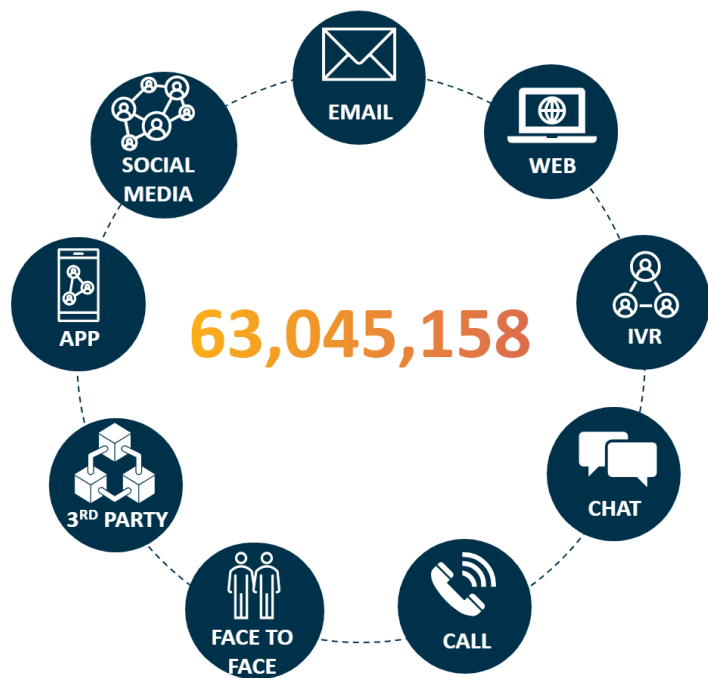 EMAIL
WEB
SOCIAL
MEDIA
IVR
APP
63,045,158
CHAT
3RD PARTY
CALL
FACE TO
FACE